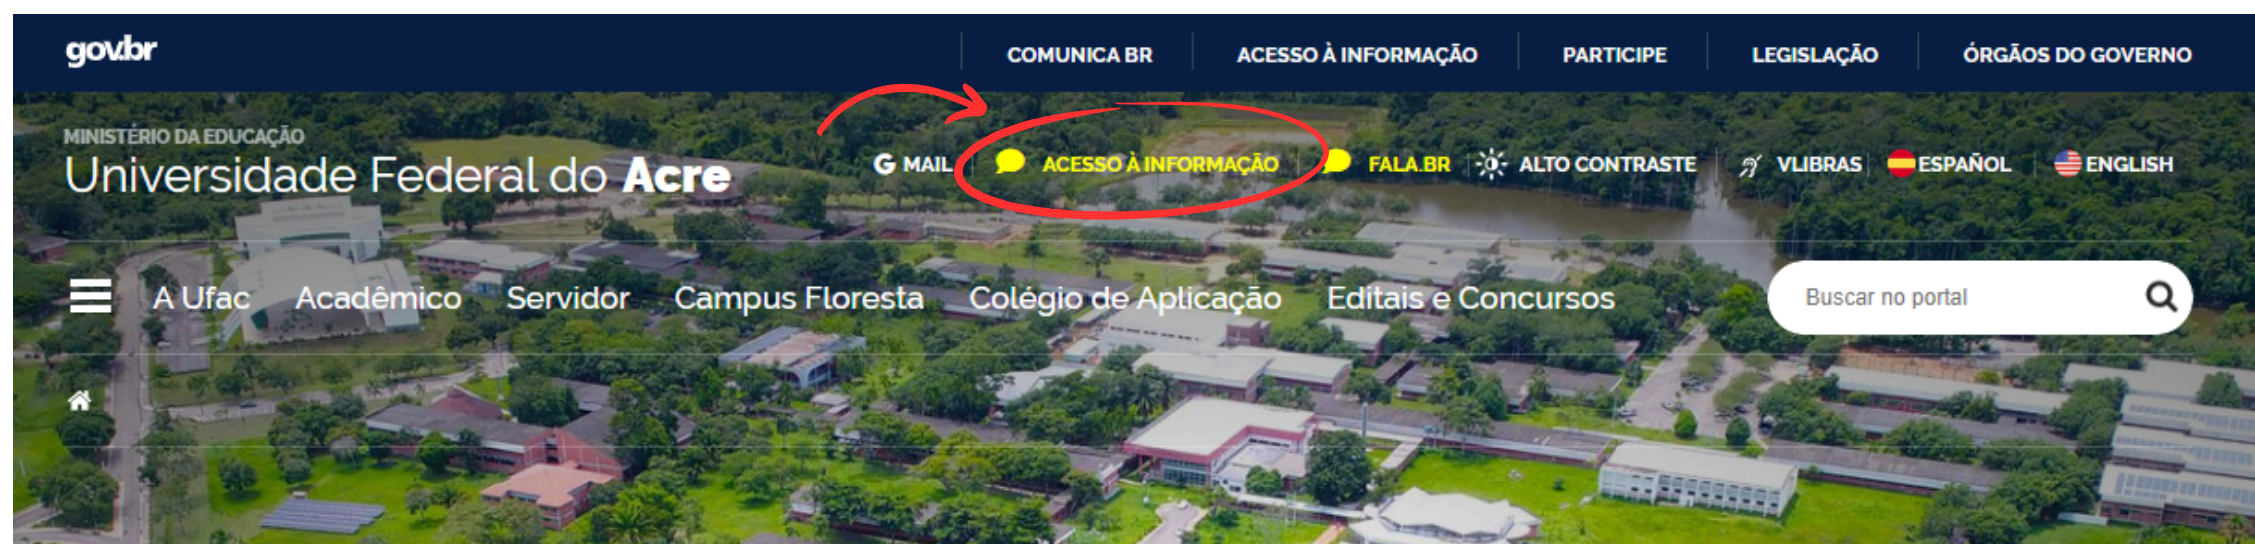 gov.br
COMUNICA BR ACESSO À INFORMAÇÃO PARTICIPE LEGISLAÇÃO ÓRGÃOS DO GOVERNO
MINISTÉRIO DA EDUCAÇÃO
Universidade Federal do Acre
G MAIL ACESSO À INFORMAÇÃO FALA.BR ALTO CONTRASTE VLIBRAS ESPAÑOL ENGLISH
A Ufac Acadêmico Servidor Campus Floresta Colégio de Aplicação Editais e Concursos Buscar no portal